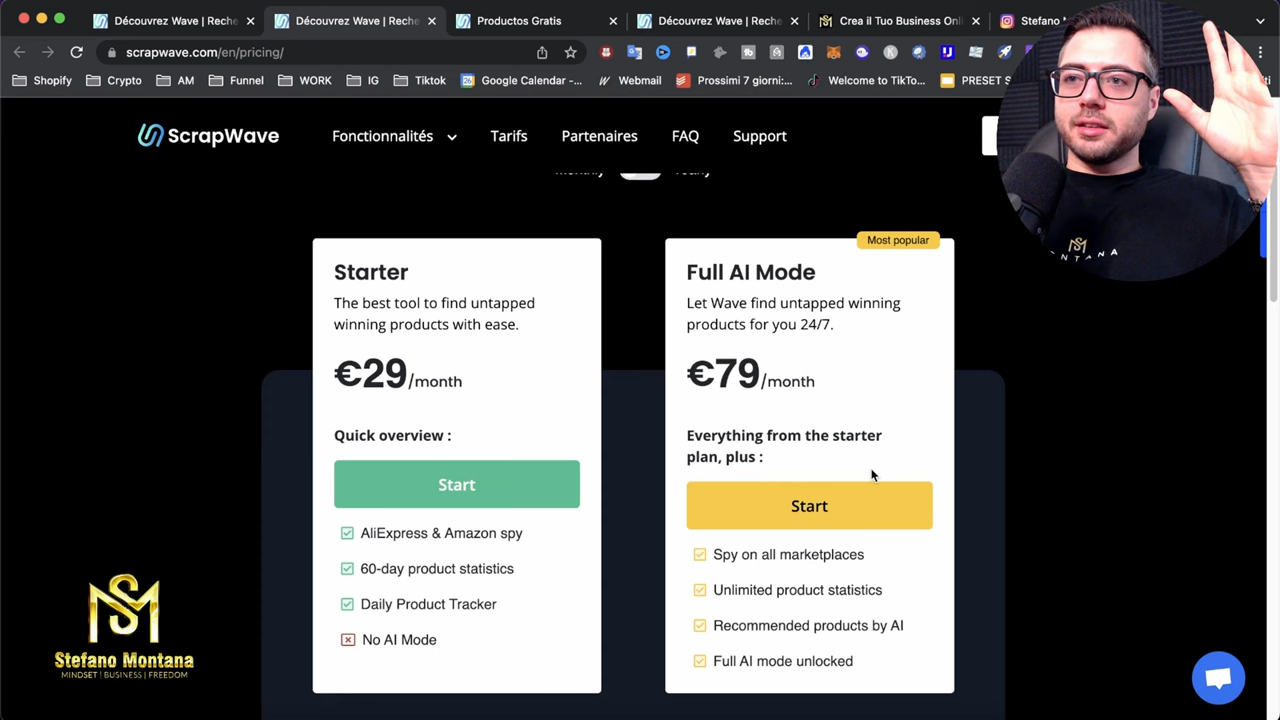 Découvrez Wave | Reche
Découvrez Wave | Reche
Productos Gratis
Découvrez Wave | Reche
Crea il Tuo Business Onli
Stefano M
scrapwave.com/en/pricing/
Shopify
Crypto
AM
Funnel
WORK
IG
Tiktok
Google Calendar -...
Webmail
Prossimi 7 giorni:...
Welcome to TikTo...
PRESET S
ScrapWave
Fonctionnalités
Tarifs
Partenaires
FAQ
Support
Most popular
Starter
The best tool to find untapped
winning products with ease.
€29/month
Quick overview :
Start
AliExpress & Amazon spy
60-day product statistics
Daily Product Tracker
No AI Mode
Full AI Mode
Let Wave find untapped winning
products for you 24/7.
€79/month
Everything from the starter
plan, plus :
Start
Spy on all marketplaces
Unlimited product statistics
Recommended products by AI
Full AI mode unlocked
MONTANA
SM
Stefano Montana
MINDSET | BUSINESS | FREEDOM